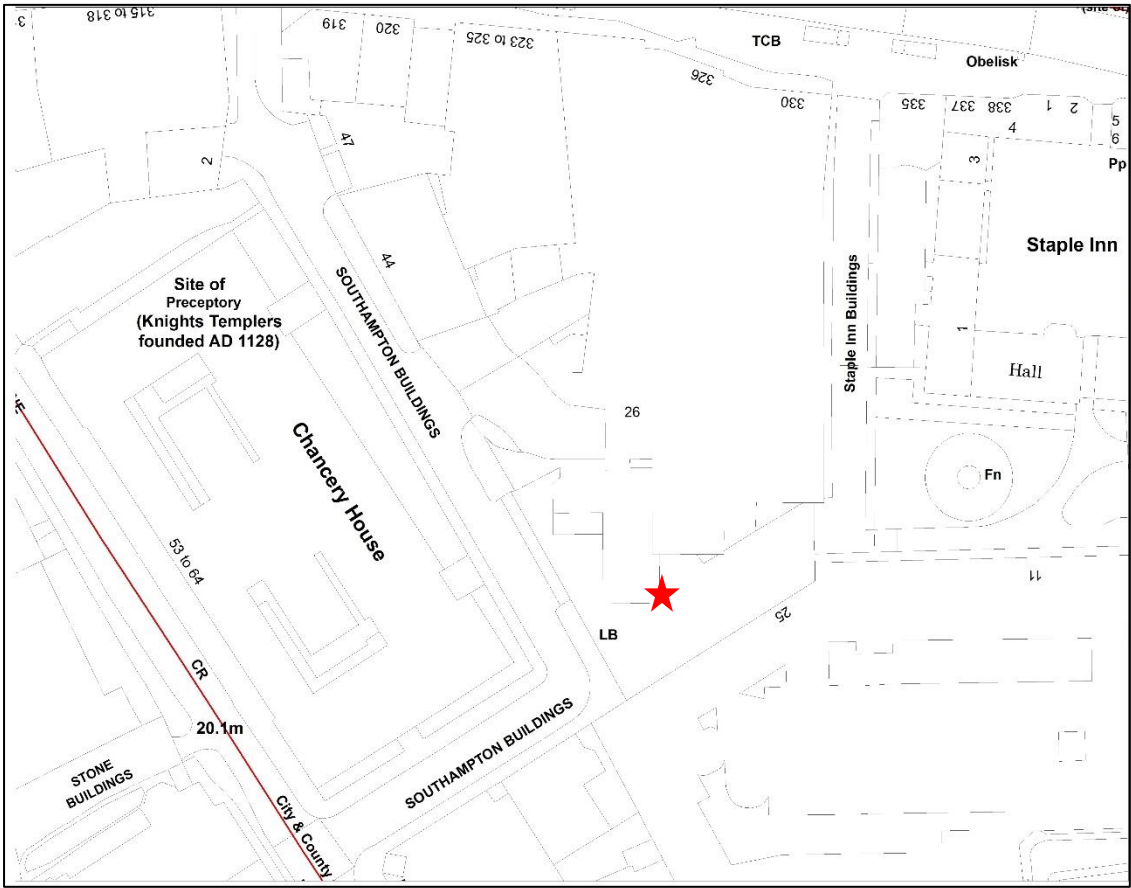 315 to 318
319
320
323 to 325
326
TCB
330
Obelisk
335
337
338
1
2
4
5
6
3
Pp
2
47
44
Staple Inn
Site of
Preceptory
(Knights Templers
founded AD 1128)
SOUTHAMPTON BUILDINGS
Staple Inn Buildings
1
Hall
26
Chancery House
Fn
53 to 64
11
25
LB
CR
20.1m
STONE
BUILDINGS
SOUTHAMPTON BUILDINGS
City & County